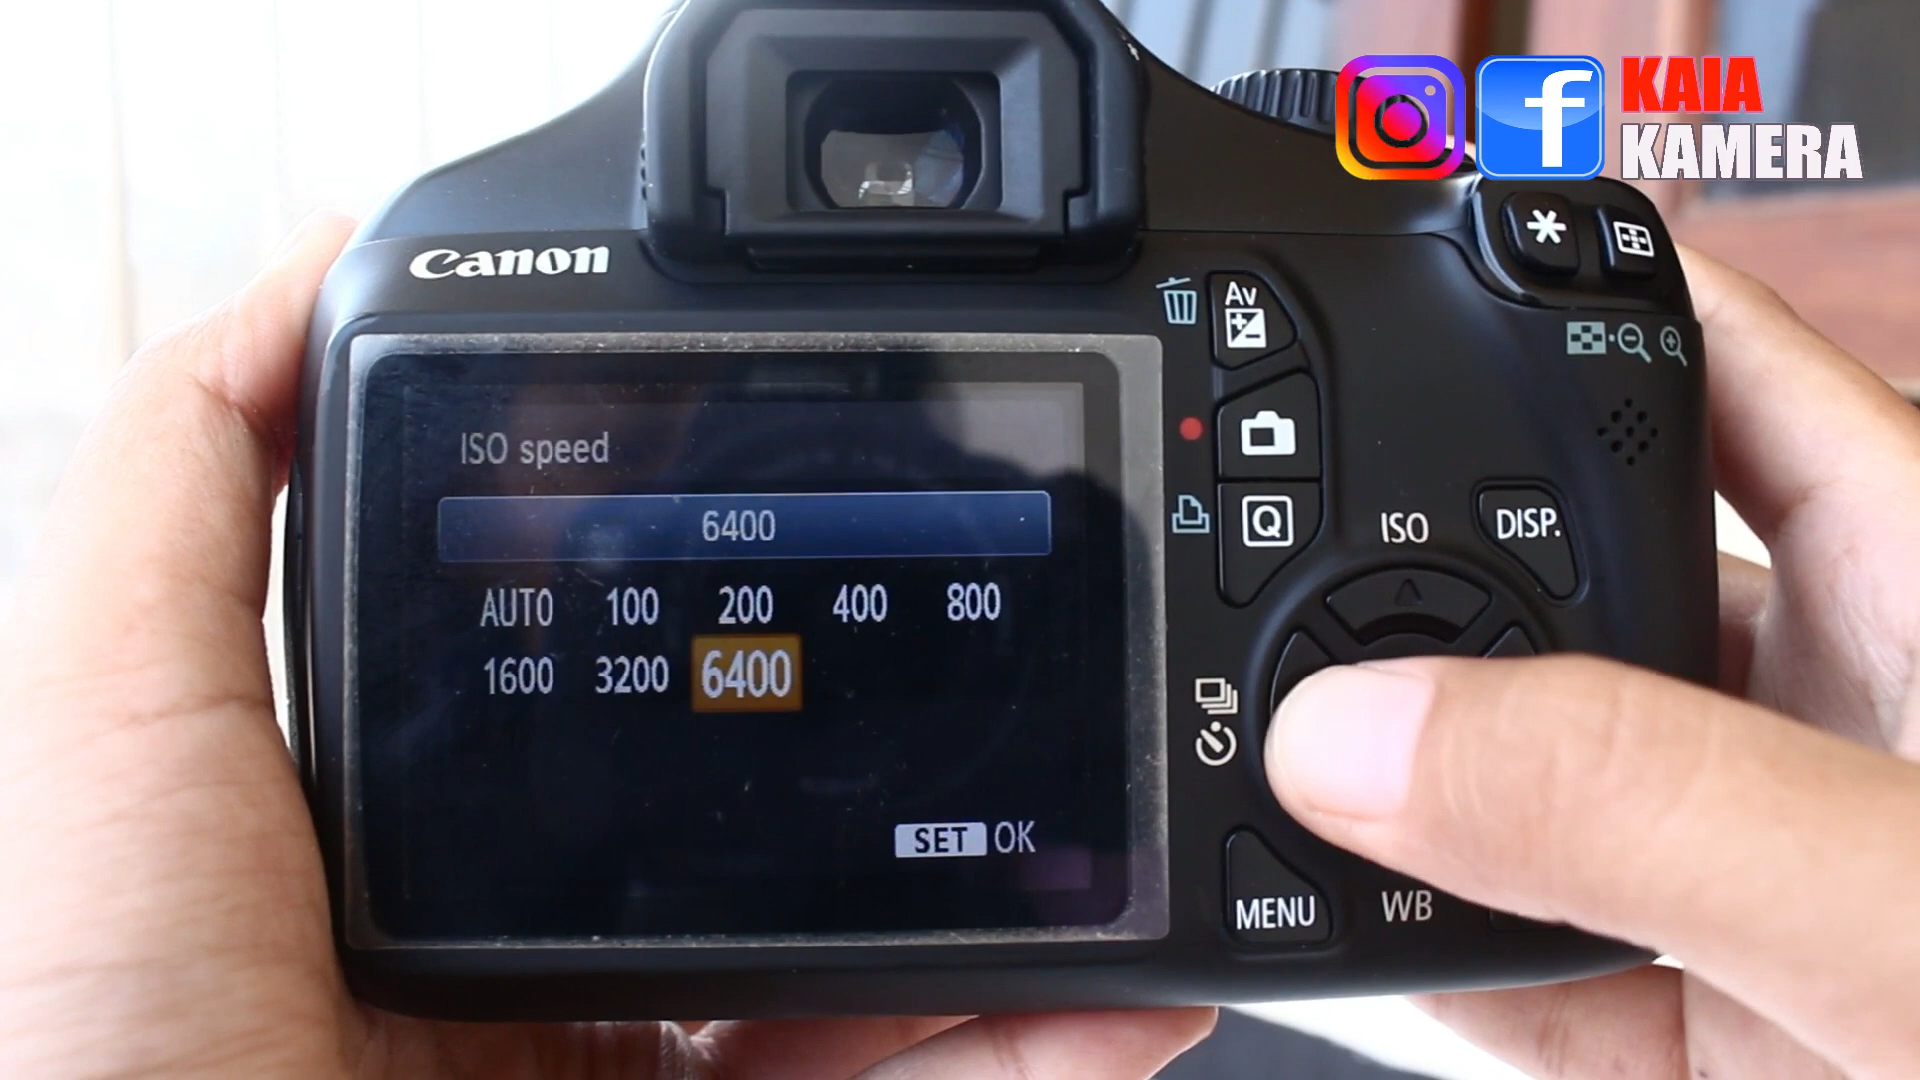 KAIA
KAMERA
Canon
Av
ISO speed
6400
AUTO 100 200 400 800
1600 3200 6400
SET OK
Q
ISO
DISP.
MENU
WB